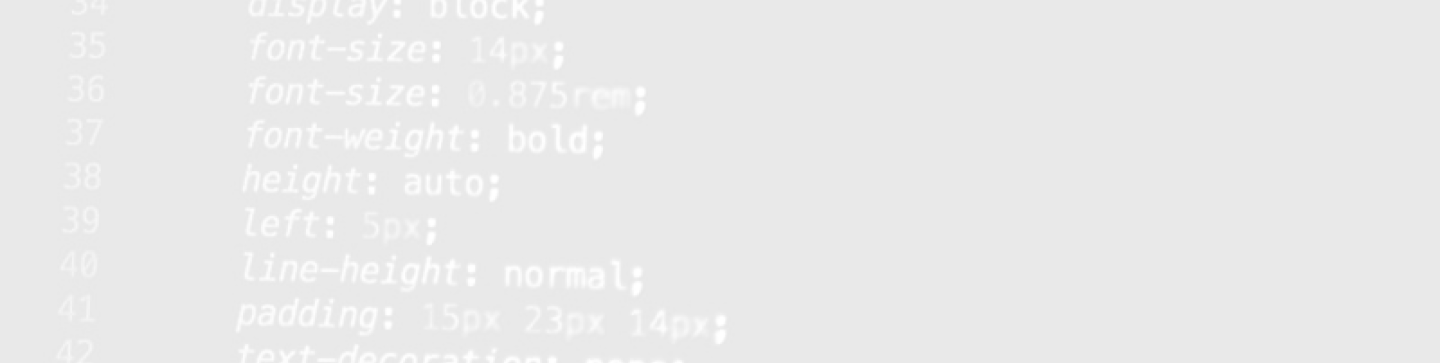 34 display: block;
35 font-size: 14px;
36 font-size: 0.875rem;
37 font-weight: bold;
38 height: auto;
39 left: 5px;
40 line-height: normal;
41 padding: 15px 23px 14px;
42 text-decoration: none;